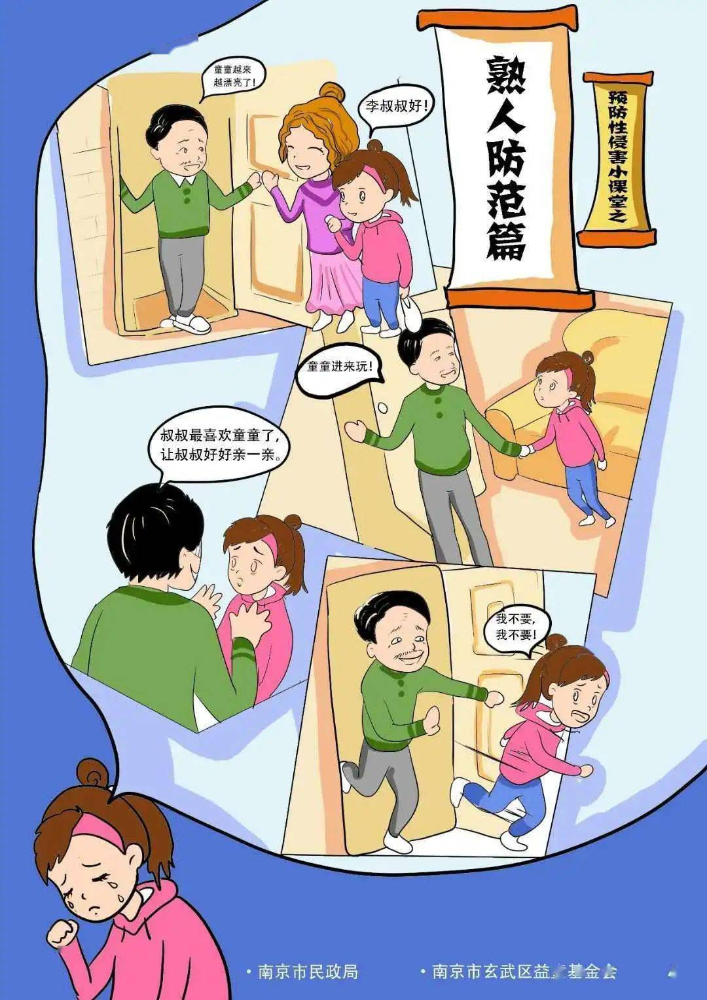 预防性侵害小课堂之
熟人防范篇
童童越来
越漂亮了!
李叔叔好!
童童进来玩!
叔叔最喜欢童童了,
让叔叔好好亲一亲。
我不要,
我不要!
·南京市民政局
·南京市玄武区益童基金会